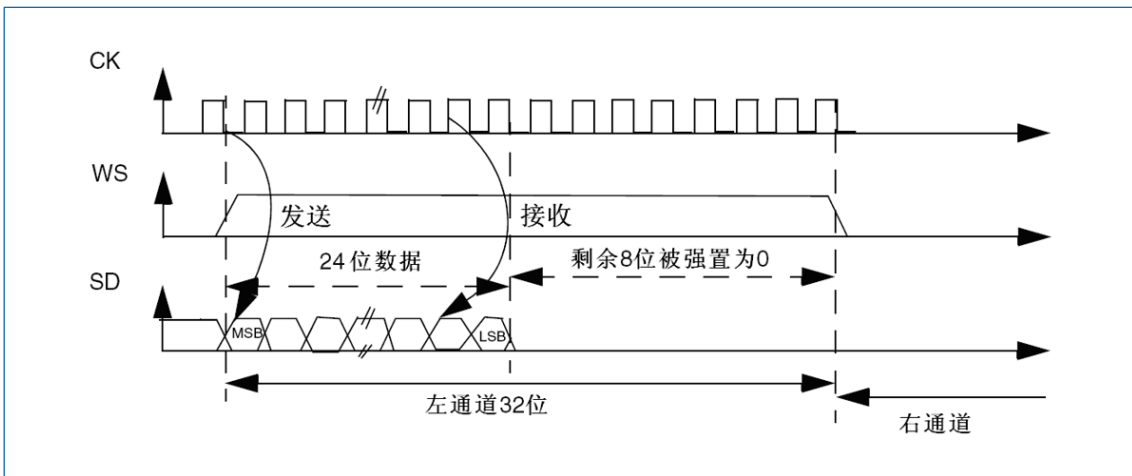 CK
WS
发送
接收
24位数据
剩余8位被强置为0
SD
MSB
LSB
左通道32位
右通道